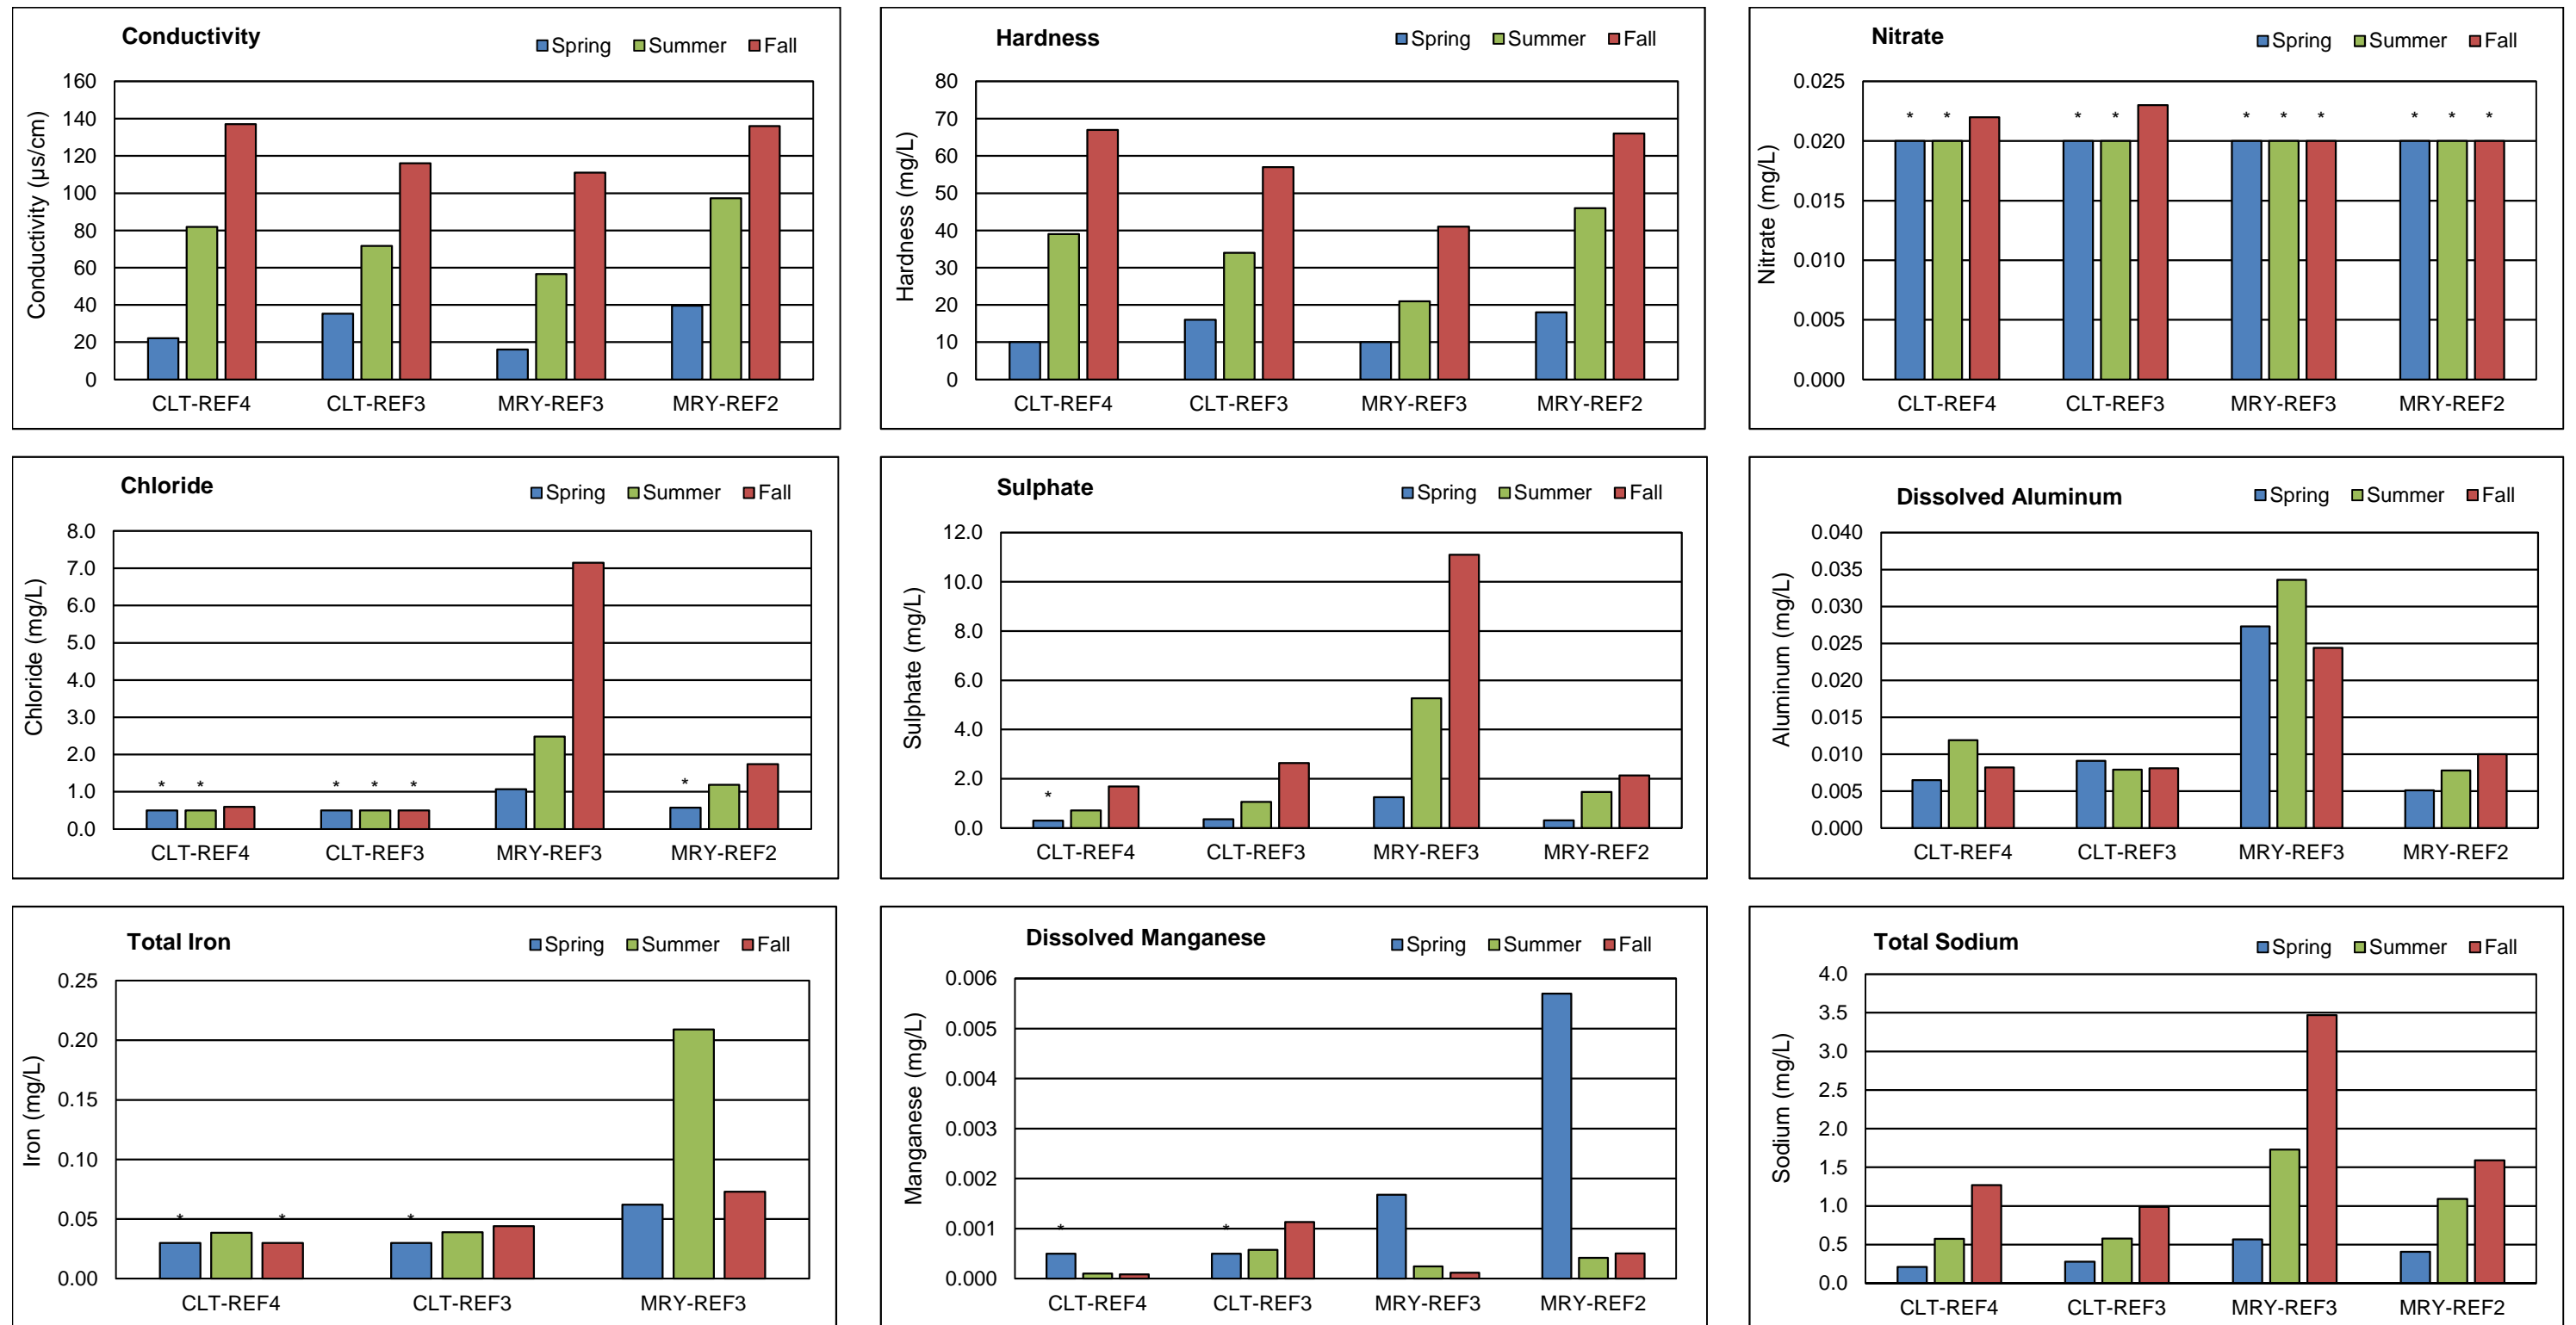 Conductivity
Spring Summer Fall
Conductivity (µs/cm)
160
140
120
100
80
60
40
20
0
CLT-REF4 CLT-REF3 MRY-REF3 MRY-REF2
Hardness
Spring Summer Fall
Hardness (mg/L)
80
70
60
50
40
30
20
10
0
CLT-REF4 CLT-REF3 MRY-REF3 MRY-REF2
Nitrate
Spring Summer Fall
Nitrate (mg/L)
0.025
* * * * * * * * * *
0.020
0.015
0.010
0.005
0.000
CLT-REF4 CLT-REF3 MRY-REF3 MRY-REF2
Chloride
Spring Summer Fall
Chloride (mg/L)
8.0
7.0
6.0
5.0
4.0
3.0
2.0
* * * * * *
1.0
0.0
CLT-REF4 CLT-REF3 MRY-REF3 MRY-REF2
Sulphate
Spring Summer Fall
Sulphate (mg/L)
12.0
10.0
8.0
6.0
4.0
2.0
*
0.0
CLT-REF4 CLT-REF3 MRY-REF3 MRY-REF2
Dissolved Aluminum
Spring Summer Fall
Aluminum (mg/L)
0.040
0.035
0.030
0.025
0.020
0.015
0.010
0.005
0.000
CLT-REF4 CLT-REF3 MRY-REF3 MRY-REF2
Total Iron
Spring Summer Fall
Iron (mg/L)
0.25
0.20
0.15
0.10
0.05
* * *
0.00
CLT-REF4 CLT-REF3 MRY-REF3
Dissolved Manganese
Spring Summer Fall
Manganese (mg/L)
0.006
0.005
0.004
0.003
0.002
0.001
* *
0.000
CLT-REF4 CLT-REF3 MRY-REF3 MRY-REF2
Total Sodium
Spring Summer Fall
Sodium (mg/L)
4.0
3.5
3.0
2.5
2.0
1.5
1.0
0.5
0.0
CLT-REF4 CLT-REF3 MRY-REF3 MRY-REF2